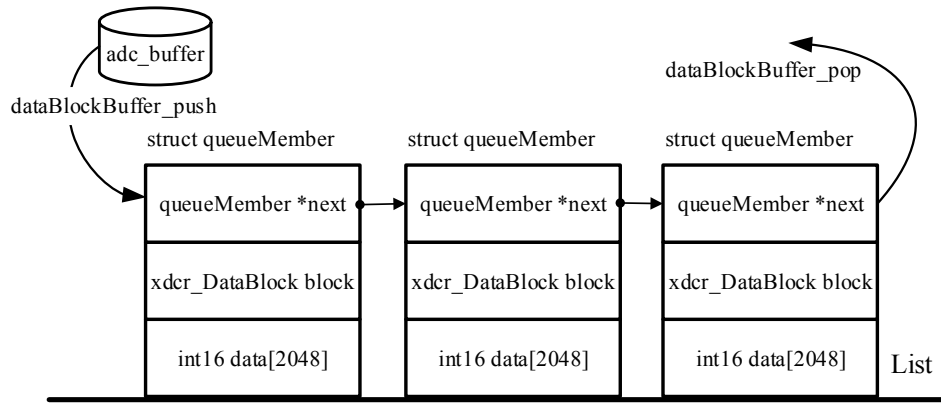 adc_buffer
dataBlockBuffer_pop
dataBlockBuffer_push
struct queueMember
struct queueMember
struct queueMember
queueMember *next
queueMember *next
queueMember *next
xdcr_DataBlock block
xdcr_DataBlock block
xdcr_DataBlock block
int16 data[2048]
int16 data[2048]
int16 data[2048]
List